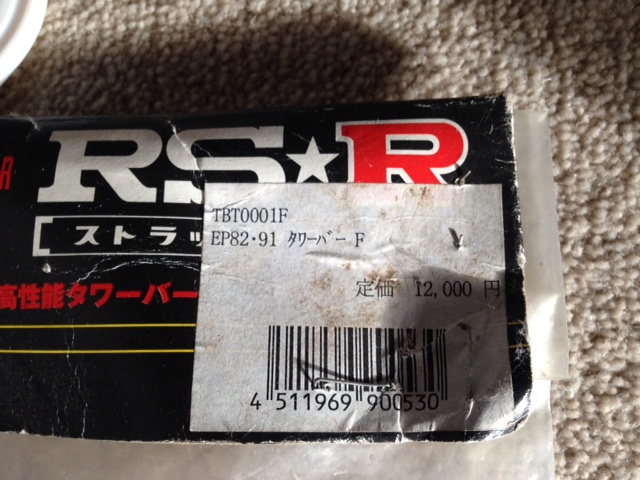 R
RS★R
TBT0001F
[ストラッ
EP82･91 ﾀﾜｰﾊﾞｰ F
高性能タワーバー
定価 12,000 円
4 511969 900530